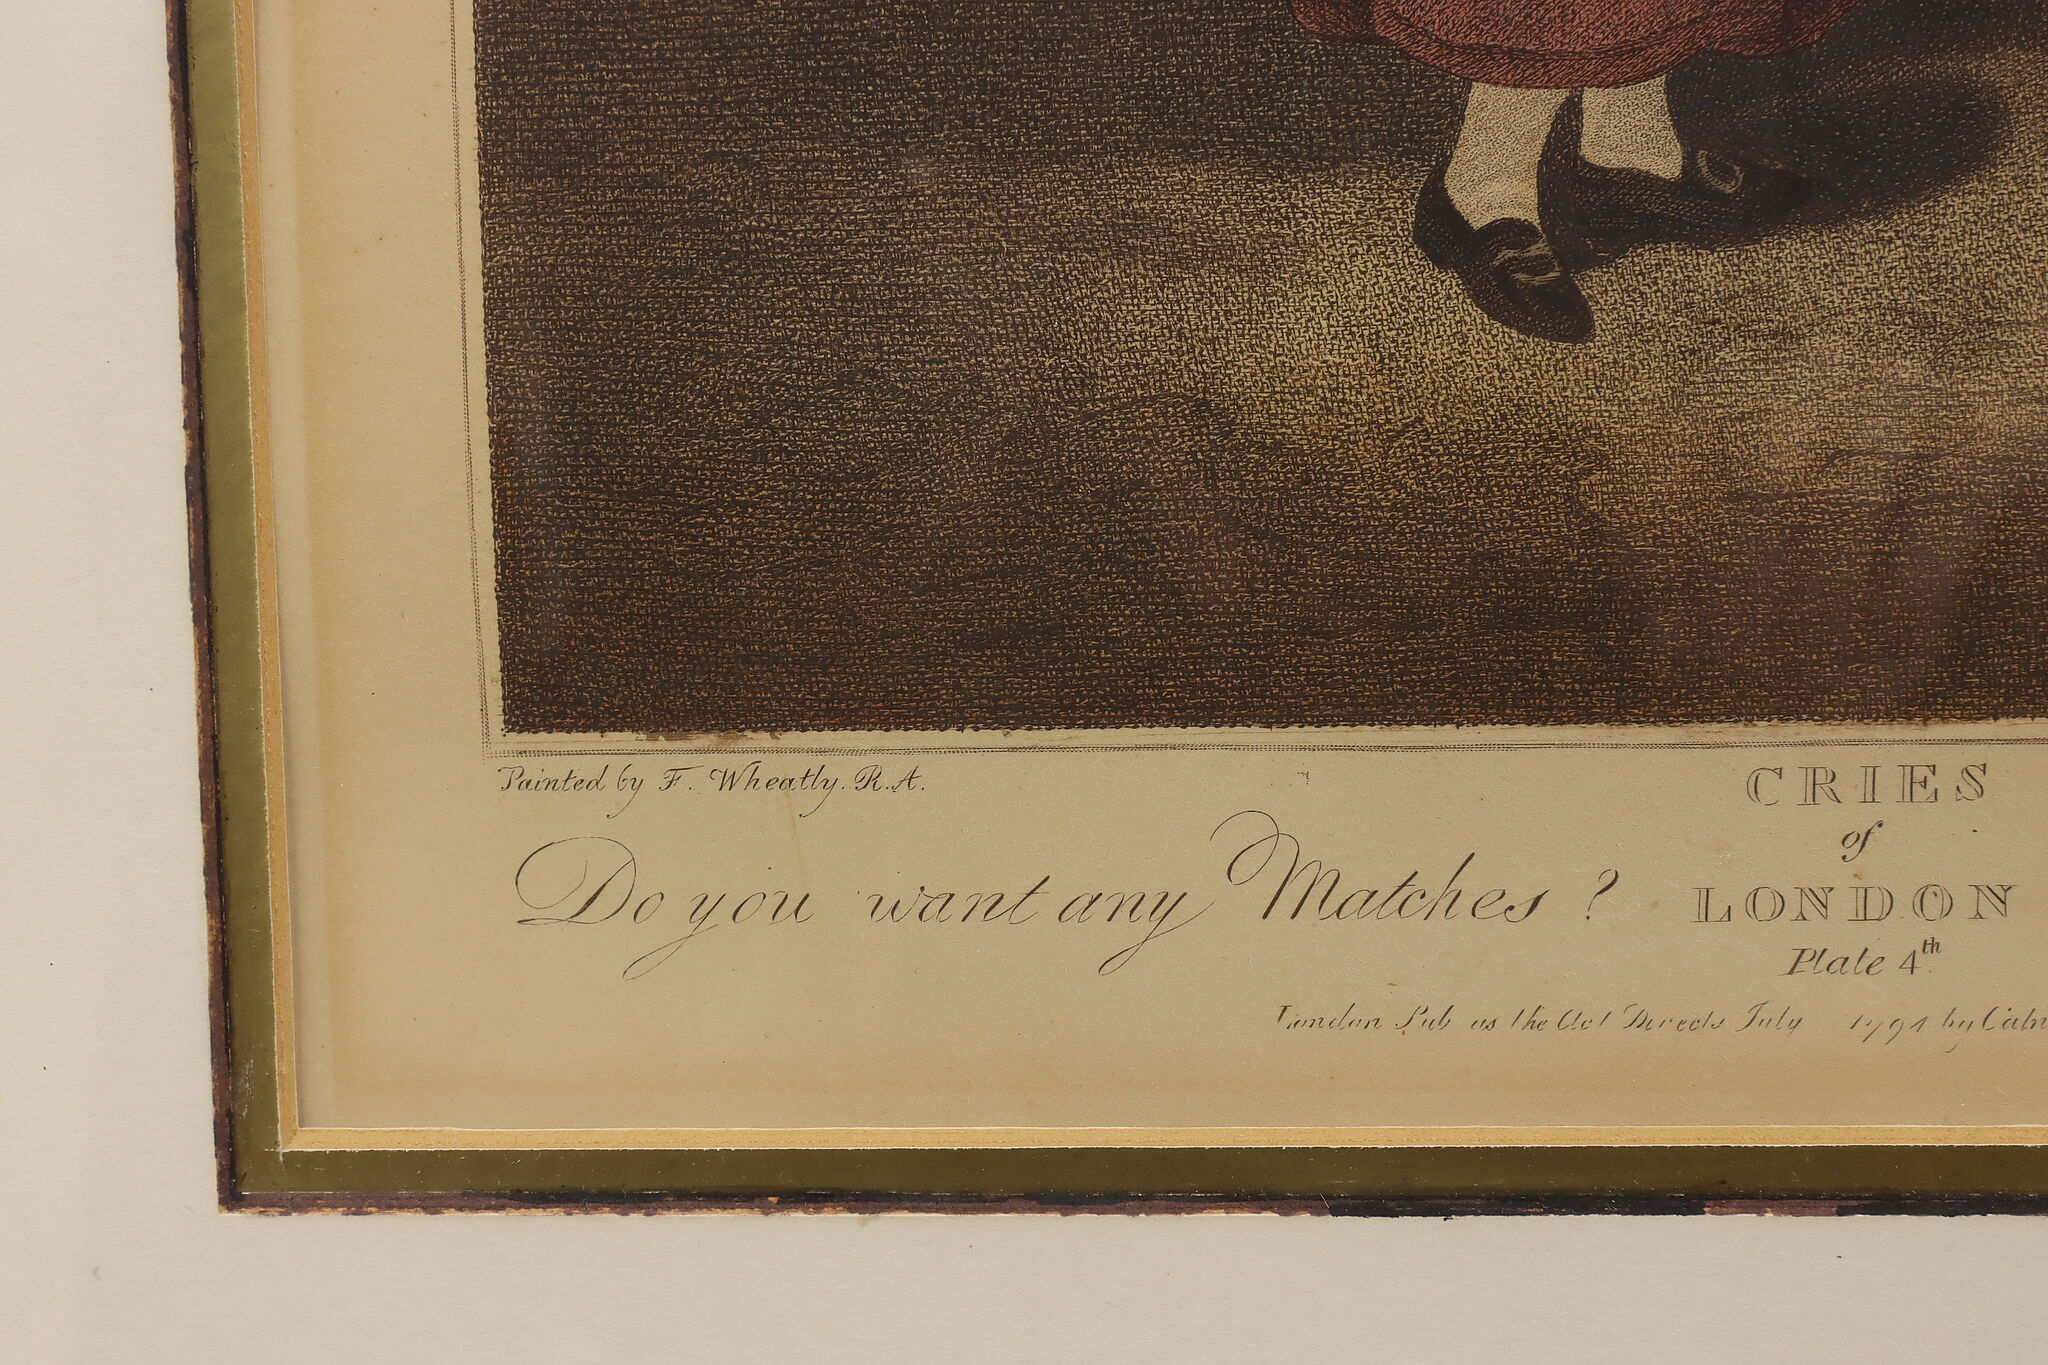 Painted by F. Wheatly. R.A.
CRIES
of
Do you want any Matches? LONDON
Plate 4th
London Pub as the Act Directs July 1794 by